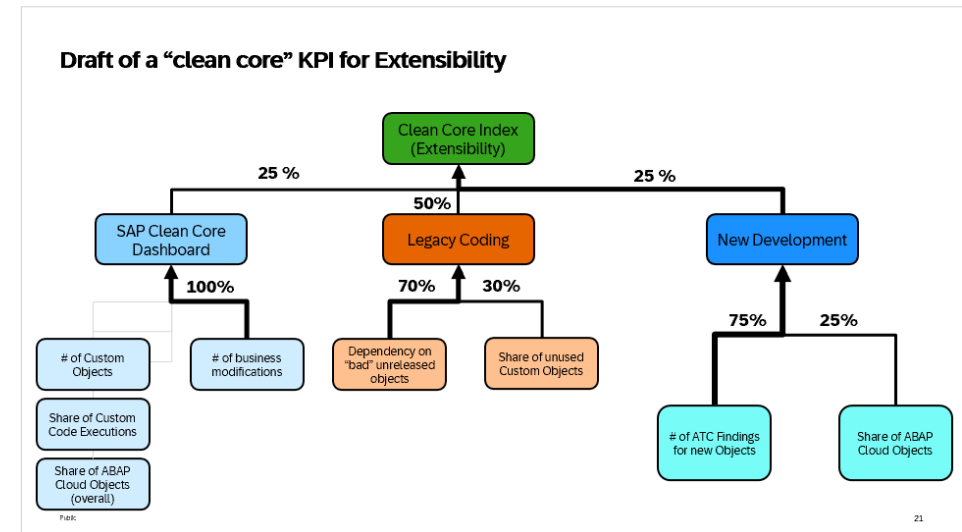 Draft of a “clean core” KPI for Extensibility
Clean Core Index
(Extensibility)
25 %
50%
25 %
SAP Clean Core
Dashboard
Legacy Coding
New Development
100%
70%
30%
75%
25%
# of Custom
Objects
# of business
modifications
Dependency on
“bad” unreleased
objects
Share of unused
Custom Objects
Share of Custom
Code Executions
Share of ABAP
Cloud Objects
(overall)
# of ATC Findings
for new Objects
Share of ABAP
Cloud Objects
Public
21